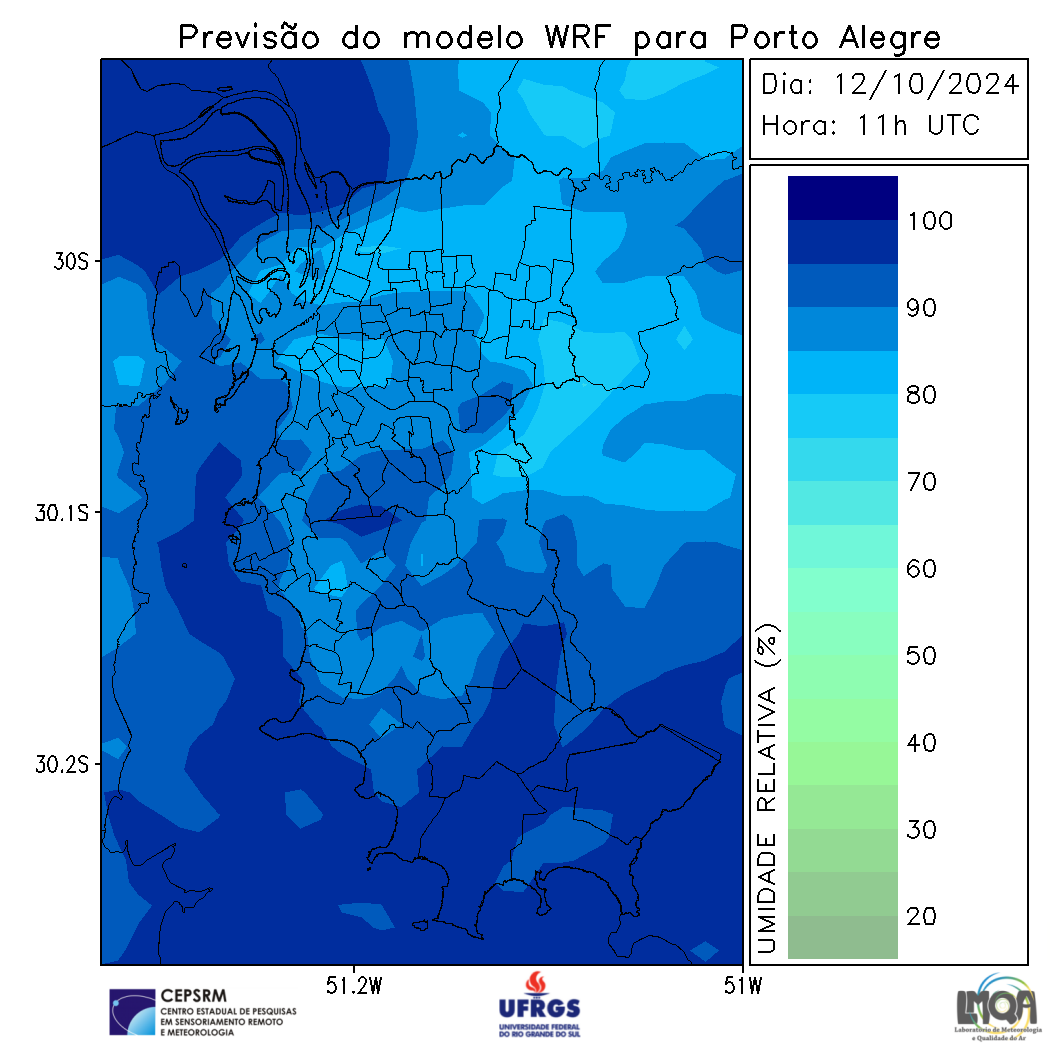 Previsão do modelo WRF para Porto Alegre
Dia: 12/10/2024
Hora: 11h UTC
30S
30.1S
30.2S
51.2W
51W
100
90
80
70
60
50
40
30
20
UMIDADE RELATIVA (%)
CEPSRM
CENTRO ESTADUAL DE PESQUISAS
EM SENSORIAMENTO REMOTO
E METEOROLOGIA
UFRGS
UNIVERSIDADE FEDERAL
DO RIO GRANDE DO SUL
LMQA
Laboratório de Meteorologia
e Qualidade do Ar